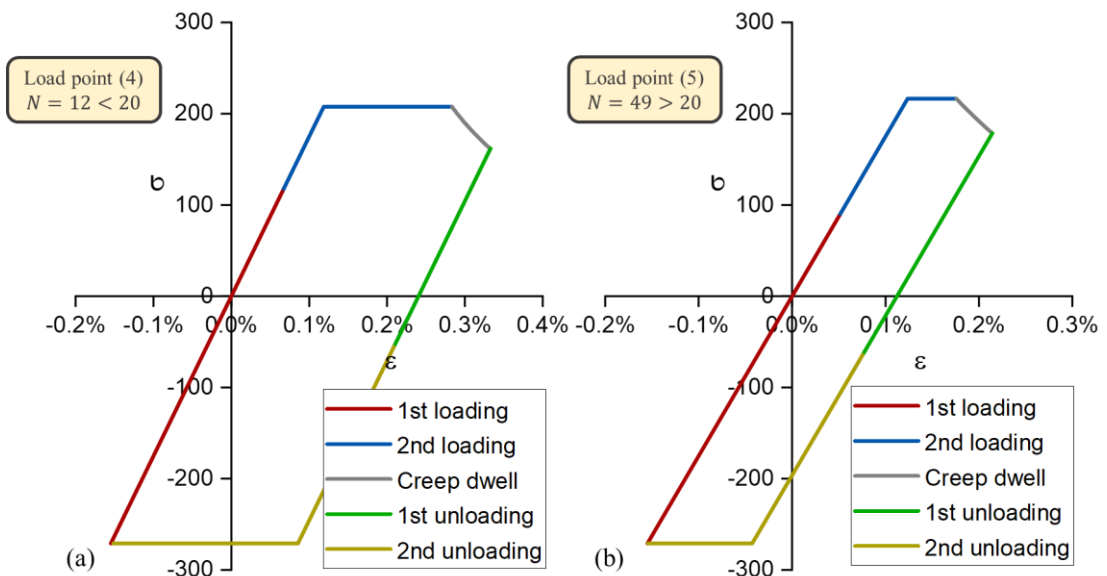 300
Load point (4)
N = 12 < 20
200
σ
100
0
-0.2%
-0.1%
0.0%
0.1%
0.2%
0.3%
0.4%
ε
-100
-200
-300
1st loading
2nd loading
Creep dwell
1st unloading
2nd unloading
(a)
300
Load point (5)
N = 49 > 20
200
σ
100
0
-0.2%
-0.1%
0.0%
0.1%
0.2%
0.3%
ε
-100
-200
-300
1st loading
2nd loading
Creep dwell
1st unloading
2nd unloading
(b)